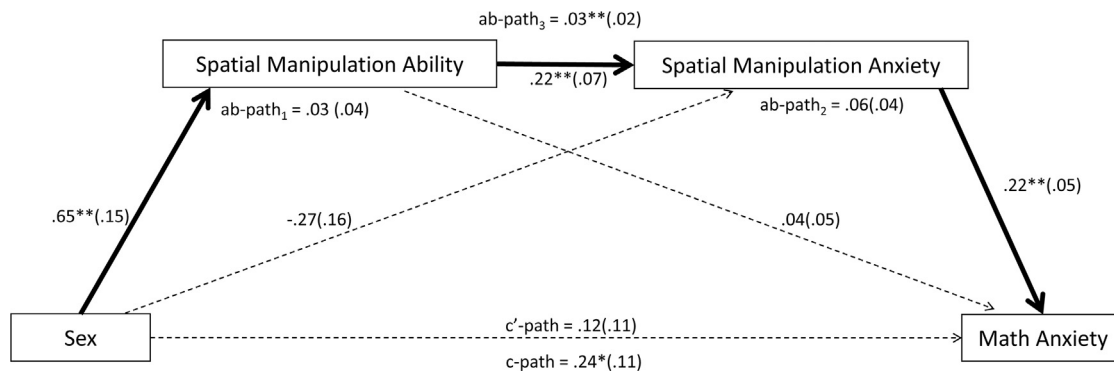 ab-path₃ = .03**(.02)
Spatial Manipulation Ability
Spatial Manipulation Anxiety
.22**(.07)
ab-path₁ = .03 (.04)
ab-path₂ = .06(.04)
.65**(.15)
-.27(.16)
.04(.05)
.22**(.05)
Sex
c’-path = .12(.11)
Math Anxiety
c-path = .24*(.11)